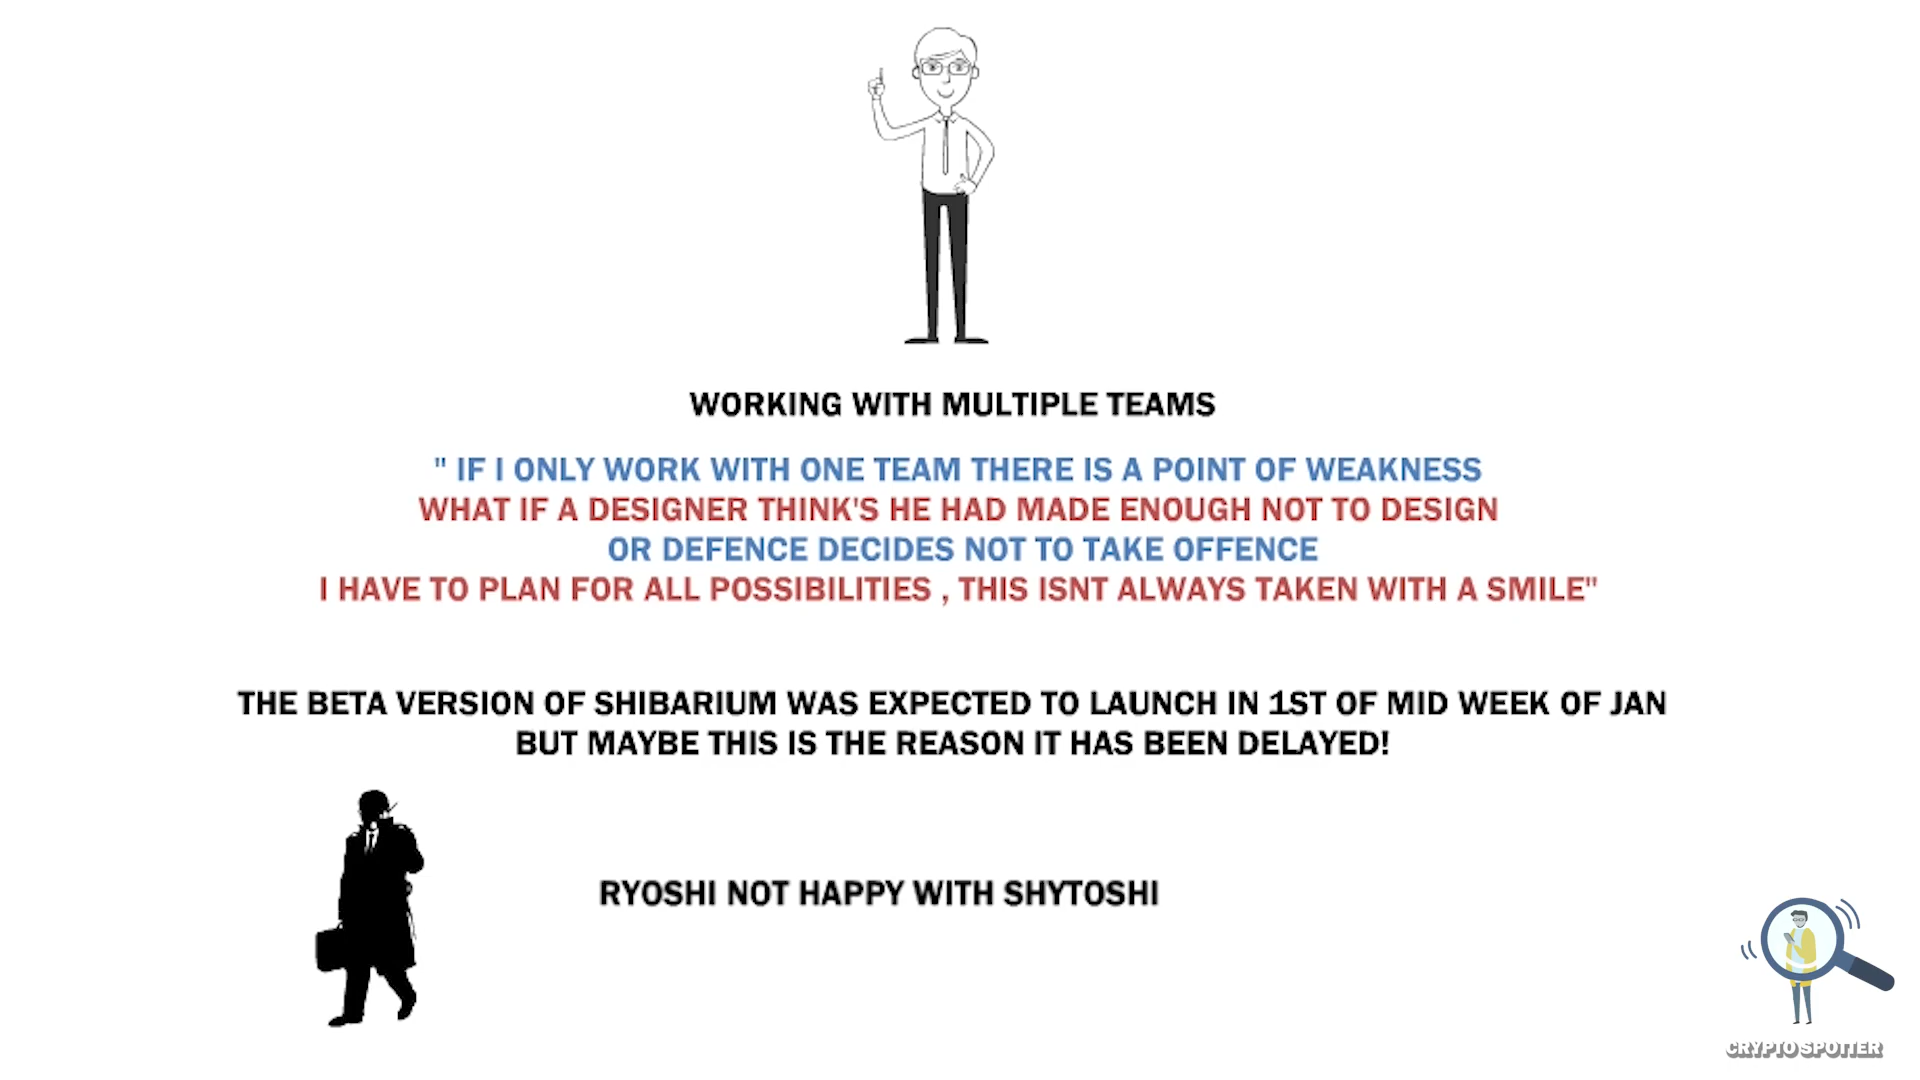 WORKING WITH MULTIPLE TEAMS
" IF I ONLY WORK WITH ONE TEAM THERE IS A POINT OF WEAKNESS
WHAT IF A DESIGNER THINK'S HE HAD MADE ENOUGH NOT TO DESIGN
OR DEFENCE DECIDES NOT TO TAKE OFFENCE
I HAVE TO PLAN FOR ALL POSSIBILITIES , THIS ISNT ALWAYS TAKEN WITH A SMILE"
THE BETA VERSION OF SHIBARIUM WAS EXPECTED TO LAUNCH IN 1ST OF MID WEEK OF JAN
BUT MAYBE THIS IS THE REASON IT HAS BEEN DELAYED!
RYOSHI NOT HAPPY WITH SHYTOSHI
CRYPTO SPOTTER